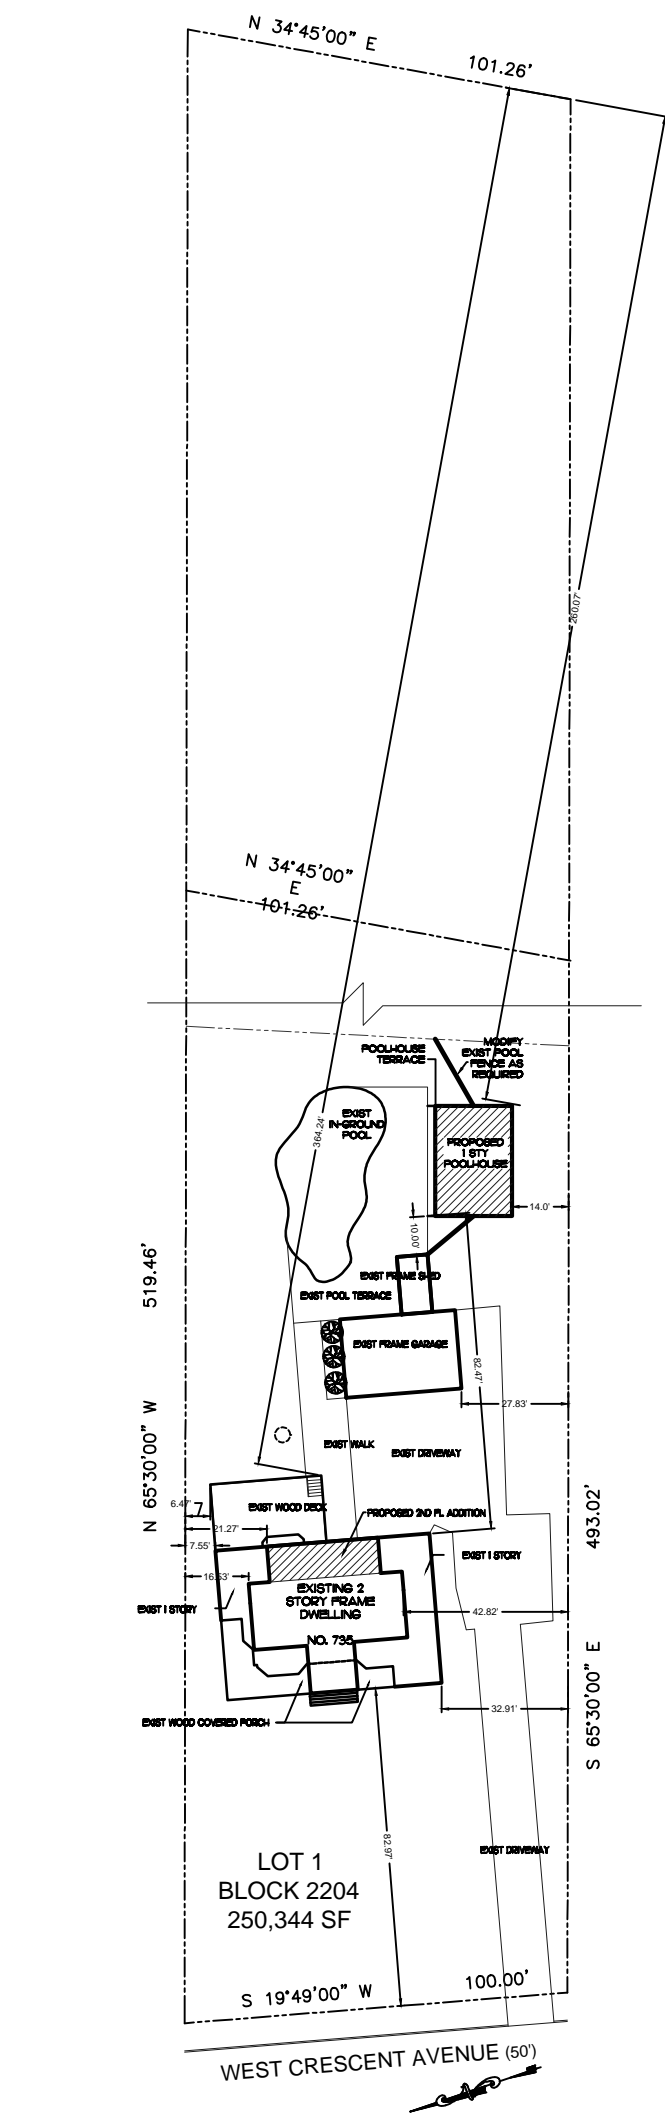 N 34°45'00" E
101.26'
260.07'
N 34°45'00"
E
101.26'
MODIFY
EXIST POOL
FENCE AS
REQUIRED
POOLHOUSE
TERRACE
EXIST
IN-GROUND
POOL
364.24'
PROPOSED
1 STY
POOLHOUSE
14.0'
10.00'
519.46'
EXIST FRAME SHED
EXIST POOL TERRACE
EXIST FRAME GARAGE
82.47'
27.83'
N 65°30'00" W
EXIST WALK
EXIST DRIVEWAY
493.02'
6.47'
EXIST WOOD DECK
PROPOSED 2ND FL ADDITION
21.27'
7.55'
EXIST 1 STORY
16.53'
EXISTING 2
STORY FRAME
DWELLING
NO. 735
EXIST 1 STORY
42.82'
S 65°30'00" E
32.91'
EXIST WOOD COVERED PORCH
82.97'
EXIST DRIVEWAY
LOT 1
BLOCK 2204
250,344 SF
S 19°49'00" W
100.00'
WEST CRESCENT AVENUE (50')